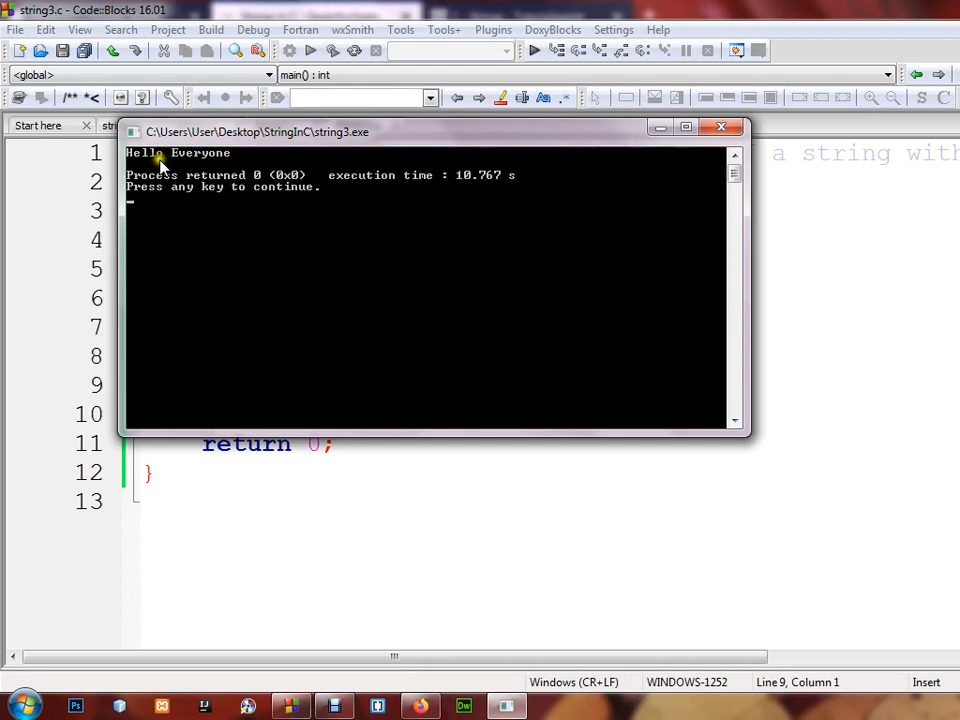 string3.c - Code::Blocks 16.01
File Edit View Search Project Build Debug Fortran wxSmith Tools Tools+ Plugins DoxyBlocks Settings Help
<global> main() : int
/** *<
Start here
C:\Users\User\Desktop\StringInC\string3.exe
1 a string with
2
3
4
5
6
7
8
9
10
11 return 0;
12 }
13
Hello Everyone
Process returned 0 (0x0) execution time : 10.767 s
Press any key to continue.
Windows (CR+LF) WINDOWS-1252 Line 9, Column 1 Insert